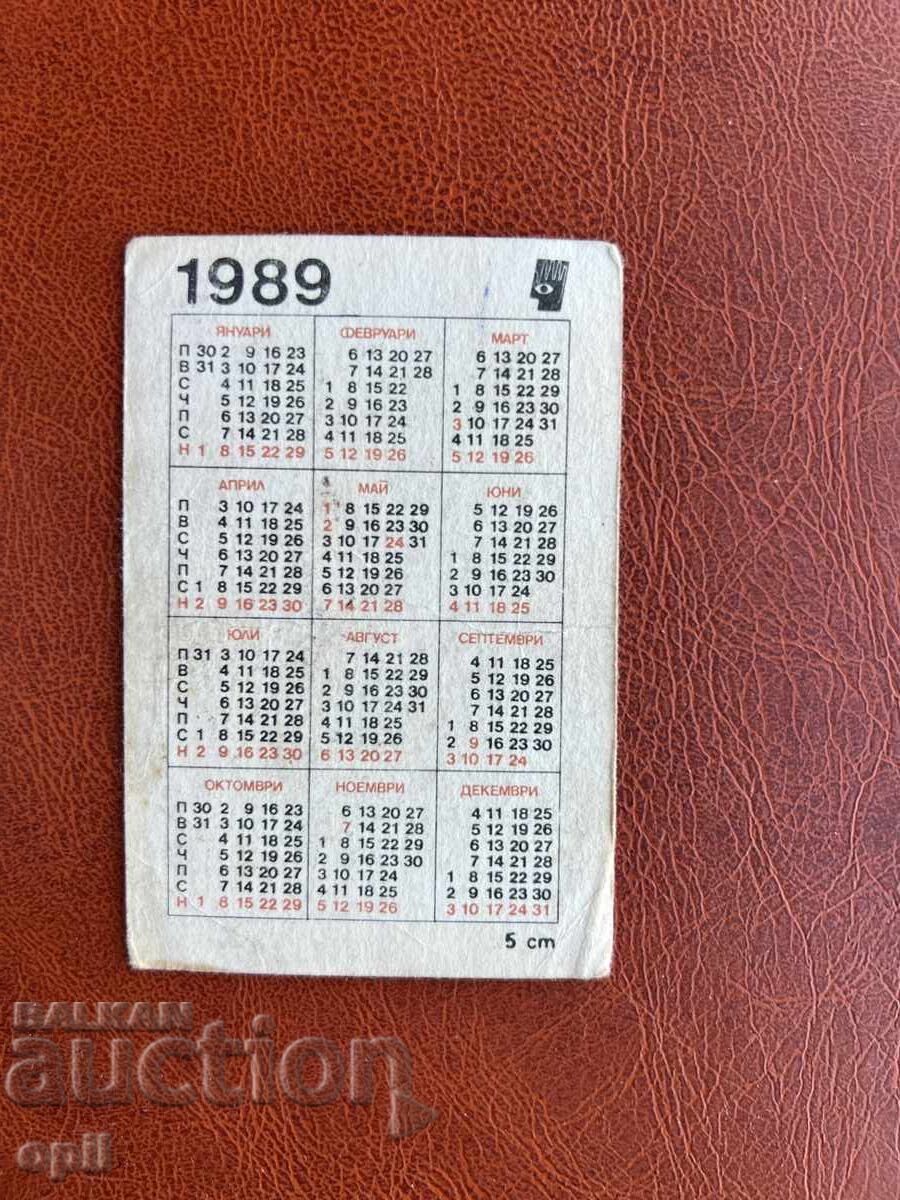 1989
ЯНУАРИ ФЕВРУАРИ МАРТ
П 30 2 9 16 23 6 13 20 27 6 13 20 27
В 31 3 10 17 24 7 14 21 28 7 14 21 28
С 4 11 18 25 1 8 15 22 1 8 15 22 29
Ч 5 12 19 26 2 9 16 23 2 9 16 23 30
П 6 13 20 27 3 10 17 24 3 10 17 24 31
С 7 14 21 28 4 11 18 25 4 11 18 25
Н 1 8 15 22 29 5 12 19 26 5 12 19 26
АПРИЛ МАЙ ЮНИ
П 3 10 17 24 1 8 15 22 29 5 12 19 26
В 4 11 18 25 2 9 16 23 30 6 13 20 27
С 5 12 19 26 3 10 17 24 31 7 14 21 28
Ч 6 13 20 27 4 11 18 25 1 8 15 22 29
П 7 14 21 28 5 12 19 26 2 9 16 23 30
С 1 8 15 22 29 6 13 20 27 3 10 17 24
Н 2 9 16 23 30 7 14 21 28 4 11 18 25
ЮЛИ АВГУСТ СЕПТЕМВРИ
П 31 3 10 17 24 7 14 21 28 4 11 18 25
В 4 11 18 25 1 8 15 22 29 5 12 19 26
С 5 12 19 26 2 9 16 23 30 6 13 20 27
Ч 6 13 20 27 3 10 17 24 31 7 14 21 28
П 7 14 21 28 4 11 18 25 1 8 15 22 29
С 1 8 15 22 29 5 12 19 26 2 9 16 23 30
Н 2 9 16 23 30 6 13 20 27 3 10 17 24
ОКТОМВРИ НОЕМВРИ ДЕКЕМВРИ
П 30 2 9 16 23 6 13 20 27 4 11 18 25
В 31 3 10 17 24 7 14 21 28 5 12 19 26
С 4 11 18 25 1 8 15 22 29 6 13 20 27
Ч 5 12 19 26 2 9 16 23 30 7 14 21 28
П 6 13 20 27 3 10 17 24 1 8 15 22 29
С 7 14 21 28 4 11 18 25 2 9 16 23 30
Н 1 8 15 22 29 5 12 19 26 3 10 17 24 31
5 cm
BALKAN
auction
opil